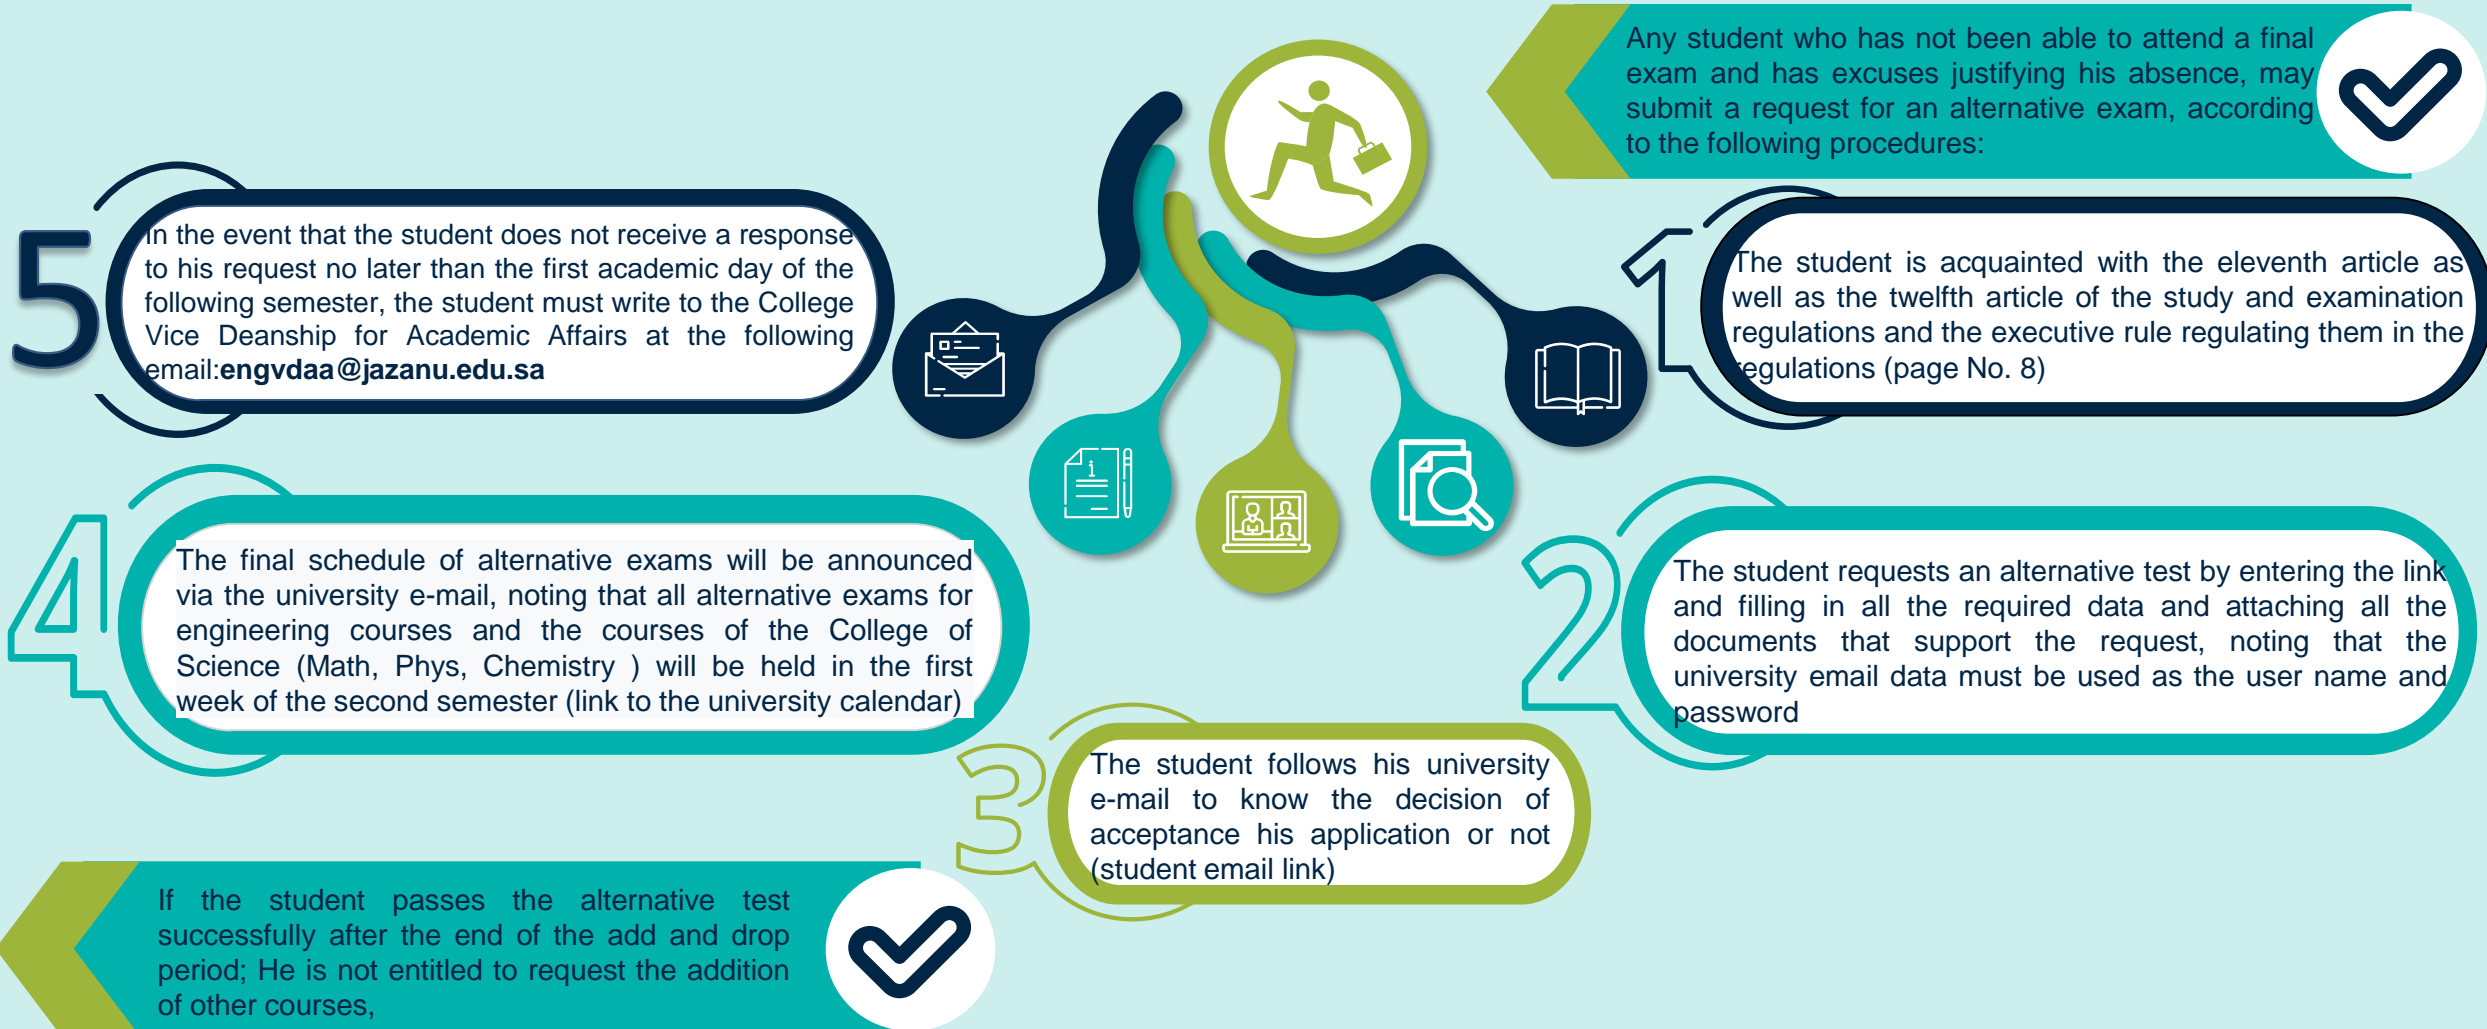 Any student who has not been able to attend a final
exam and has excuses justifying his absence, may
submit a request for an alternative exam, according
to the following procedures:
1
The student is acquainted with the eleventh article as
well as the twelfth article of the study and examination
regulations and the executive rule regulating them in the
regulations (page No. 8)
2
The student requests an alternative test by entering the link
and filling in all the required data and attaching all the
documents that support the request, noting that the
university email data must be used as the user name and
password
3
The student follows his university
e-mail to know the decision of
acceptance his application or not
(student email link)
4
The final schedule of alternative exams will be announced
via the university e-mail, noting that all alternative exams for
engineering courses and the courses of the College of
Science (Math, Phys, Chemistry ) will be held in the first
week of the second semester (link to the university calendar)
5
In the event that the student does not receive a response
to his request no later than the first academic day of the
following semester, the student must write to the College
Vice Deanship for Academic Affairs at the following
email:engvdaa@jazanu.edu.sa
If the student passes the alternative test
successfully after the end of the add and drop
period; He is not entitled to request the addition
of other courses,